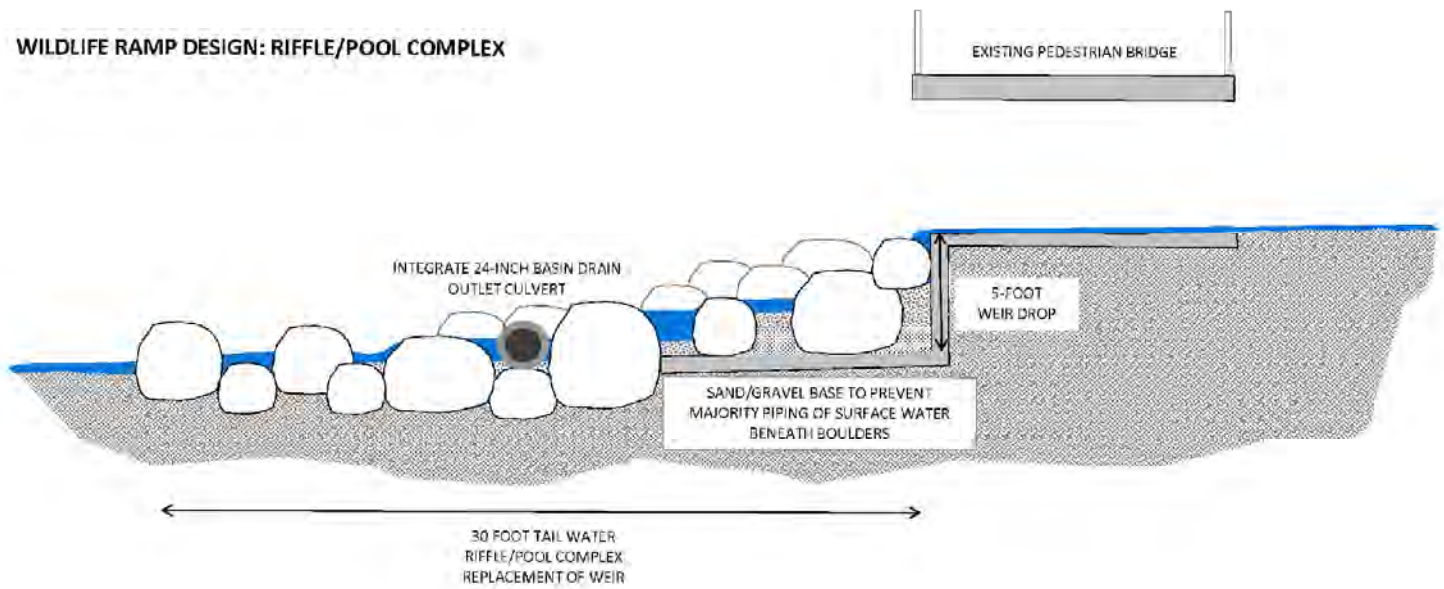 WILDLIFE RAMP DESIGN: RIFFLE/POOL COMPLEX
EXISTING PEDESTRIAN BRIDGE
INTEGRATE 24-INCH BASIN DRAIN
OUTLET CULVERT
5-FOOT
WEIR DROP
SAND/GRAVEL BASE TO PREVENT
MAJORITY PIPING OF SURFACE WATER
BENEATH BOULDERS
30 FOOT TAIL WATER
RIFFLE/POOL COMPLEX
REPLACEMENT OF WEIR